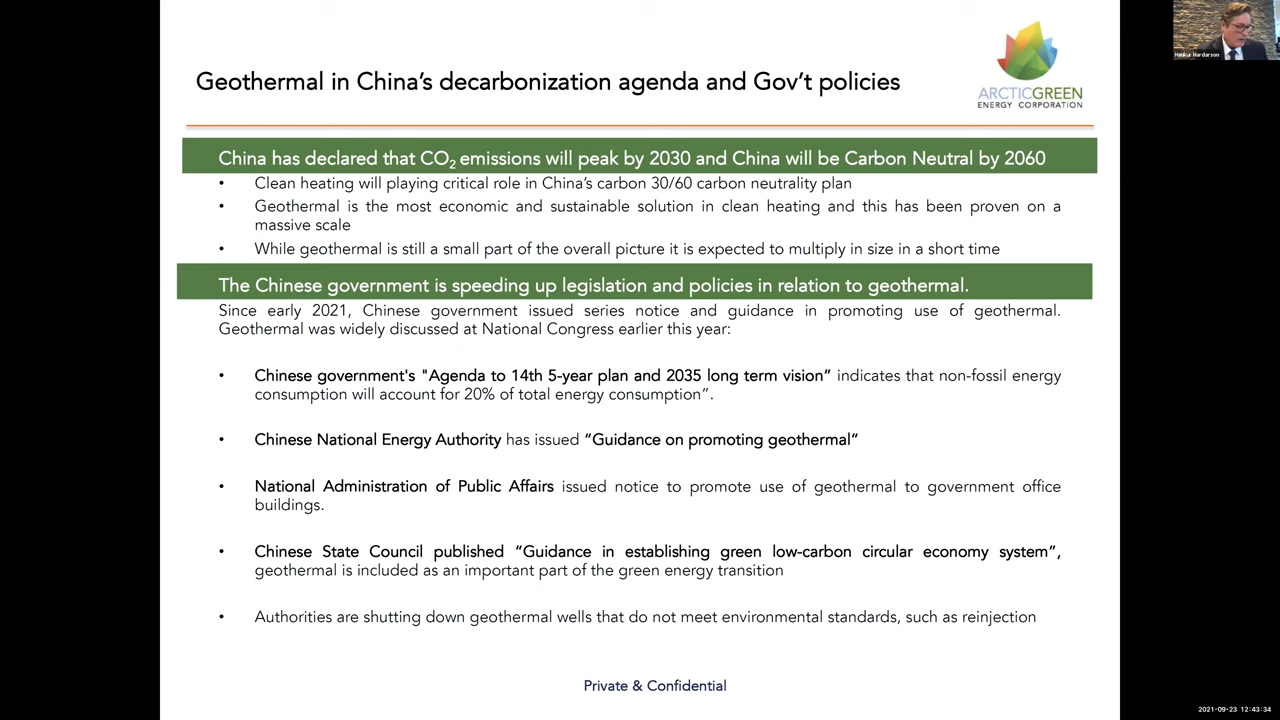 Geothermal in China’s decarbonization agenda and Gov’t policies
ARCTICGREEN
ENERGY CORPORATION
Haukur Hardarson
China has declared that CO2 emissions will peak by 2030 and China will be Carbon Neutral by 2060
• Clean heating will playing critical role in China’s carbon 30/60 carbon neutrality plan
• Geothermal is the most economic and sustainable solution in clean heating and this has been proven on a
massive scale
• While geothermal is still a small part of the overall picture it is expected to multiply in size in a short time
The Chinese government is speeding up legislation and policies in relation to geothermal.
Since early 2021, Chinese government issued series notice and guidance in promoting use of geothermal.
Geothermal was widely discussed at National Congress earlier this year:
• Chinese government's "Agenda to 14th 5-year plan and 2035 long term vision” indicates that non-fossil energy
consumption will account for 20% of total energy consumption”.
• Chinese National Energy Authority has issued “Guidance on promoting geothermal”
• National Administration of Public Affairs issued notice to promote use of geothermal to government office
buildings.
• Chinese State Council published “Guidance in establishing green low-carbon circular economy system”,
geothermal is included as an important part of the green energy transition
• Authorities are shutting down geothermal wells that do not meet environmental standards, such as reinjection
Private & Confidential
2021-09-23 12:43:34